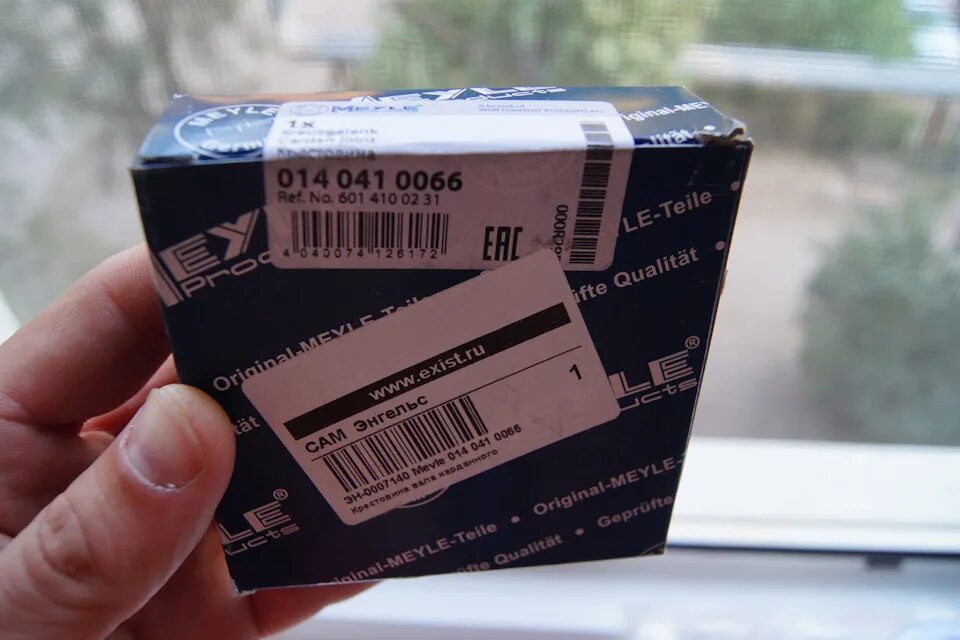 MEYLE
1x
Kreuzgelenk
Cardan joint
Крестовина
014 041 0066
Ref. No. 601 410 02 31
4 040074 126172
EAC
Original-MEYLE-Teile
Geprüfte Qualität
www.exist.ru
САМ Энгельс
1
ЭН-0007140 Meyle 014 041 0066
Крестовина вала карданного
Original-MEYLE-Teile
Original-MEYLE
Geprüfte Qualität
Geprüfte